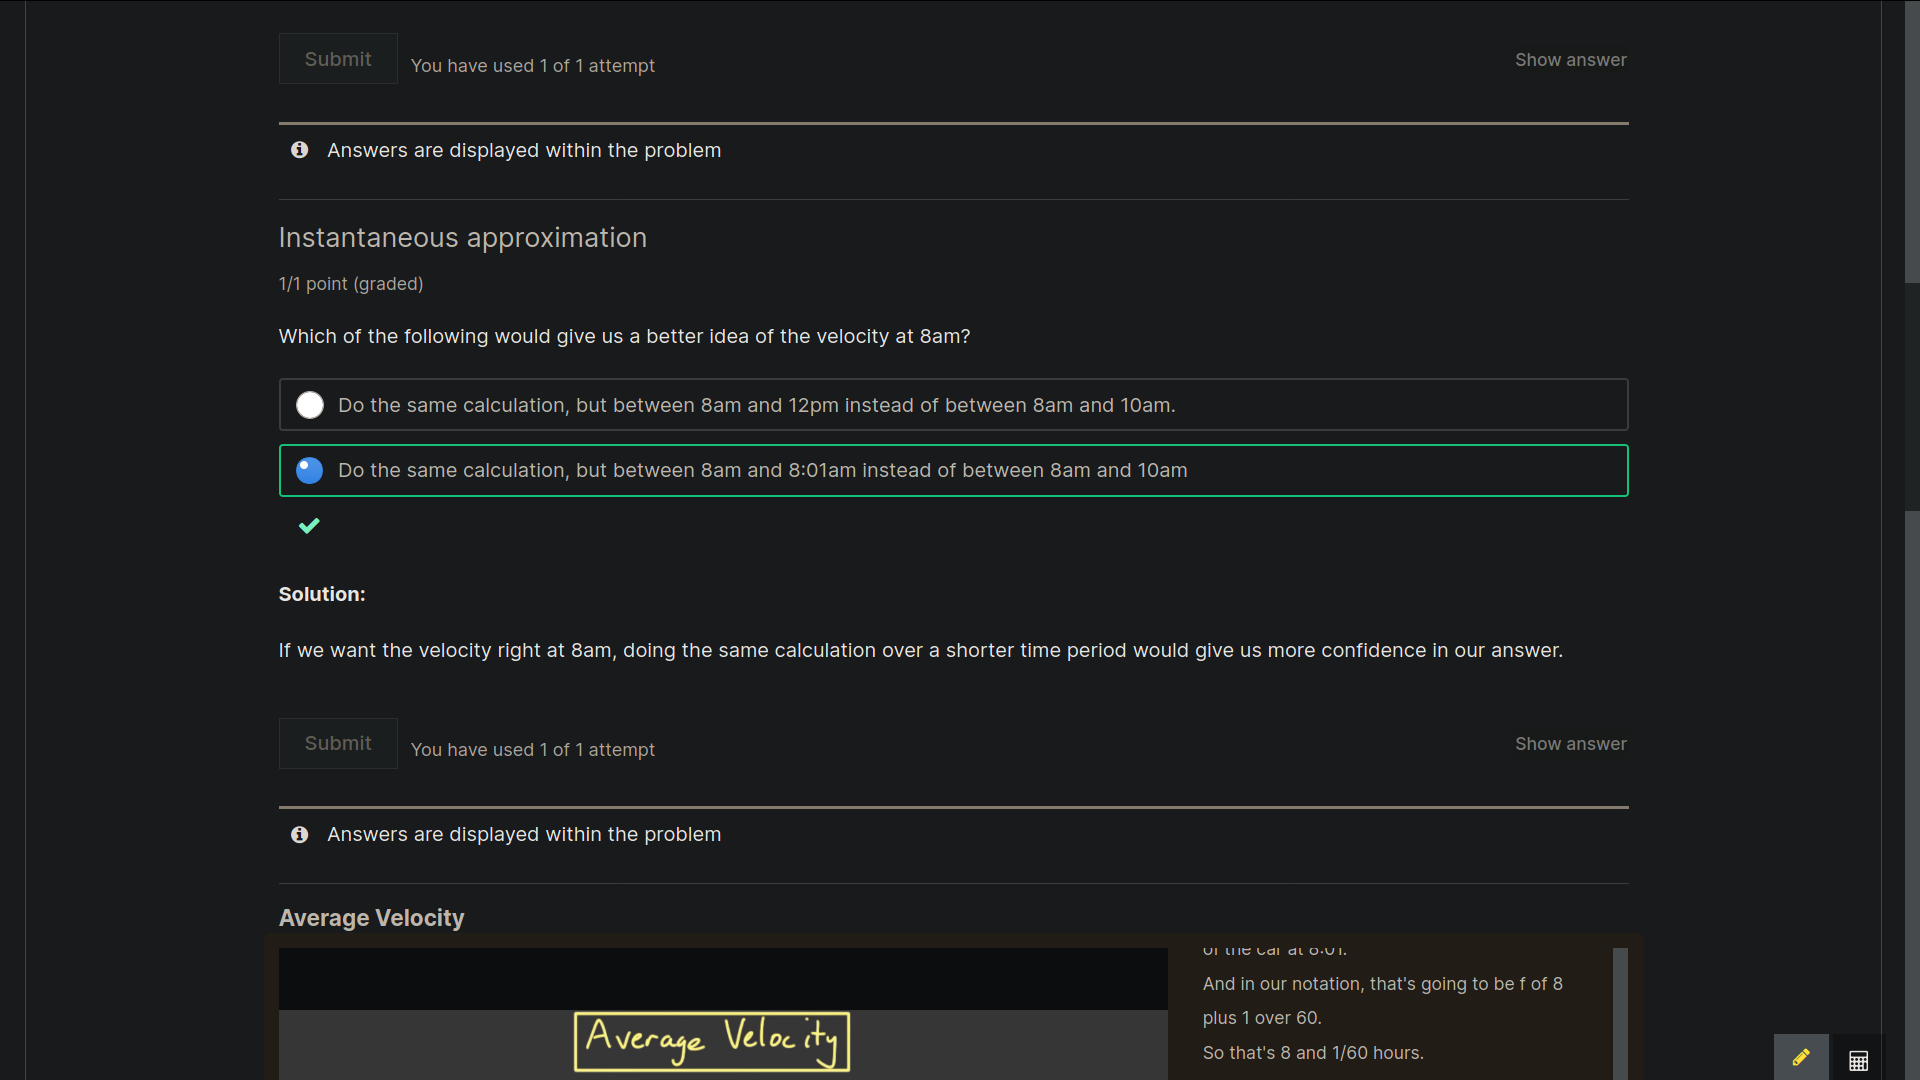 Submit
You have used 1 of 1 attempt
Show answer
Answers are displayed within the problem
Instantaneous approximation
1/1 point (graded)
Which of the following would give us a better idea of the velocity at 8am?
Do the same calculation, but between 8am and 12pm instead of between 8am and 10am.
Do the same calculation, but between 8am and 8:01am instead of between 8am and 10am
Solution:
If we want the velocity right at 8am, doing the same calculation over a shorter time period would give us more confidence in our answer.
Submit
You have used 1 of 1 attempt
Show answer
Answers are displayed within the problem
Average Velocity
Average Velocity
of the car at 8:01.
And in our notation, that's going to be f of 8
plus 1 over 60.
So that's 8 and 1/60 hours.